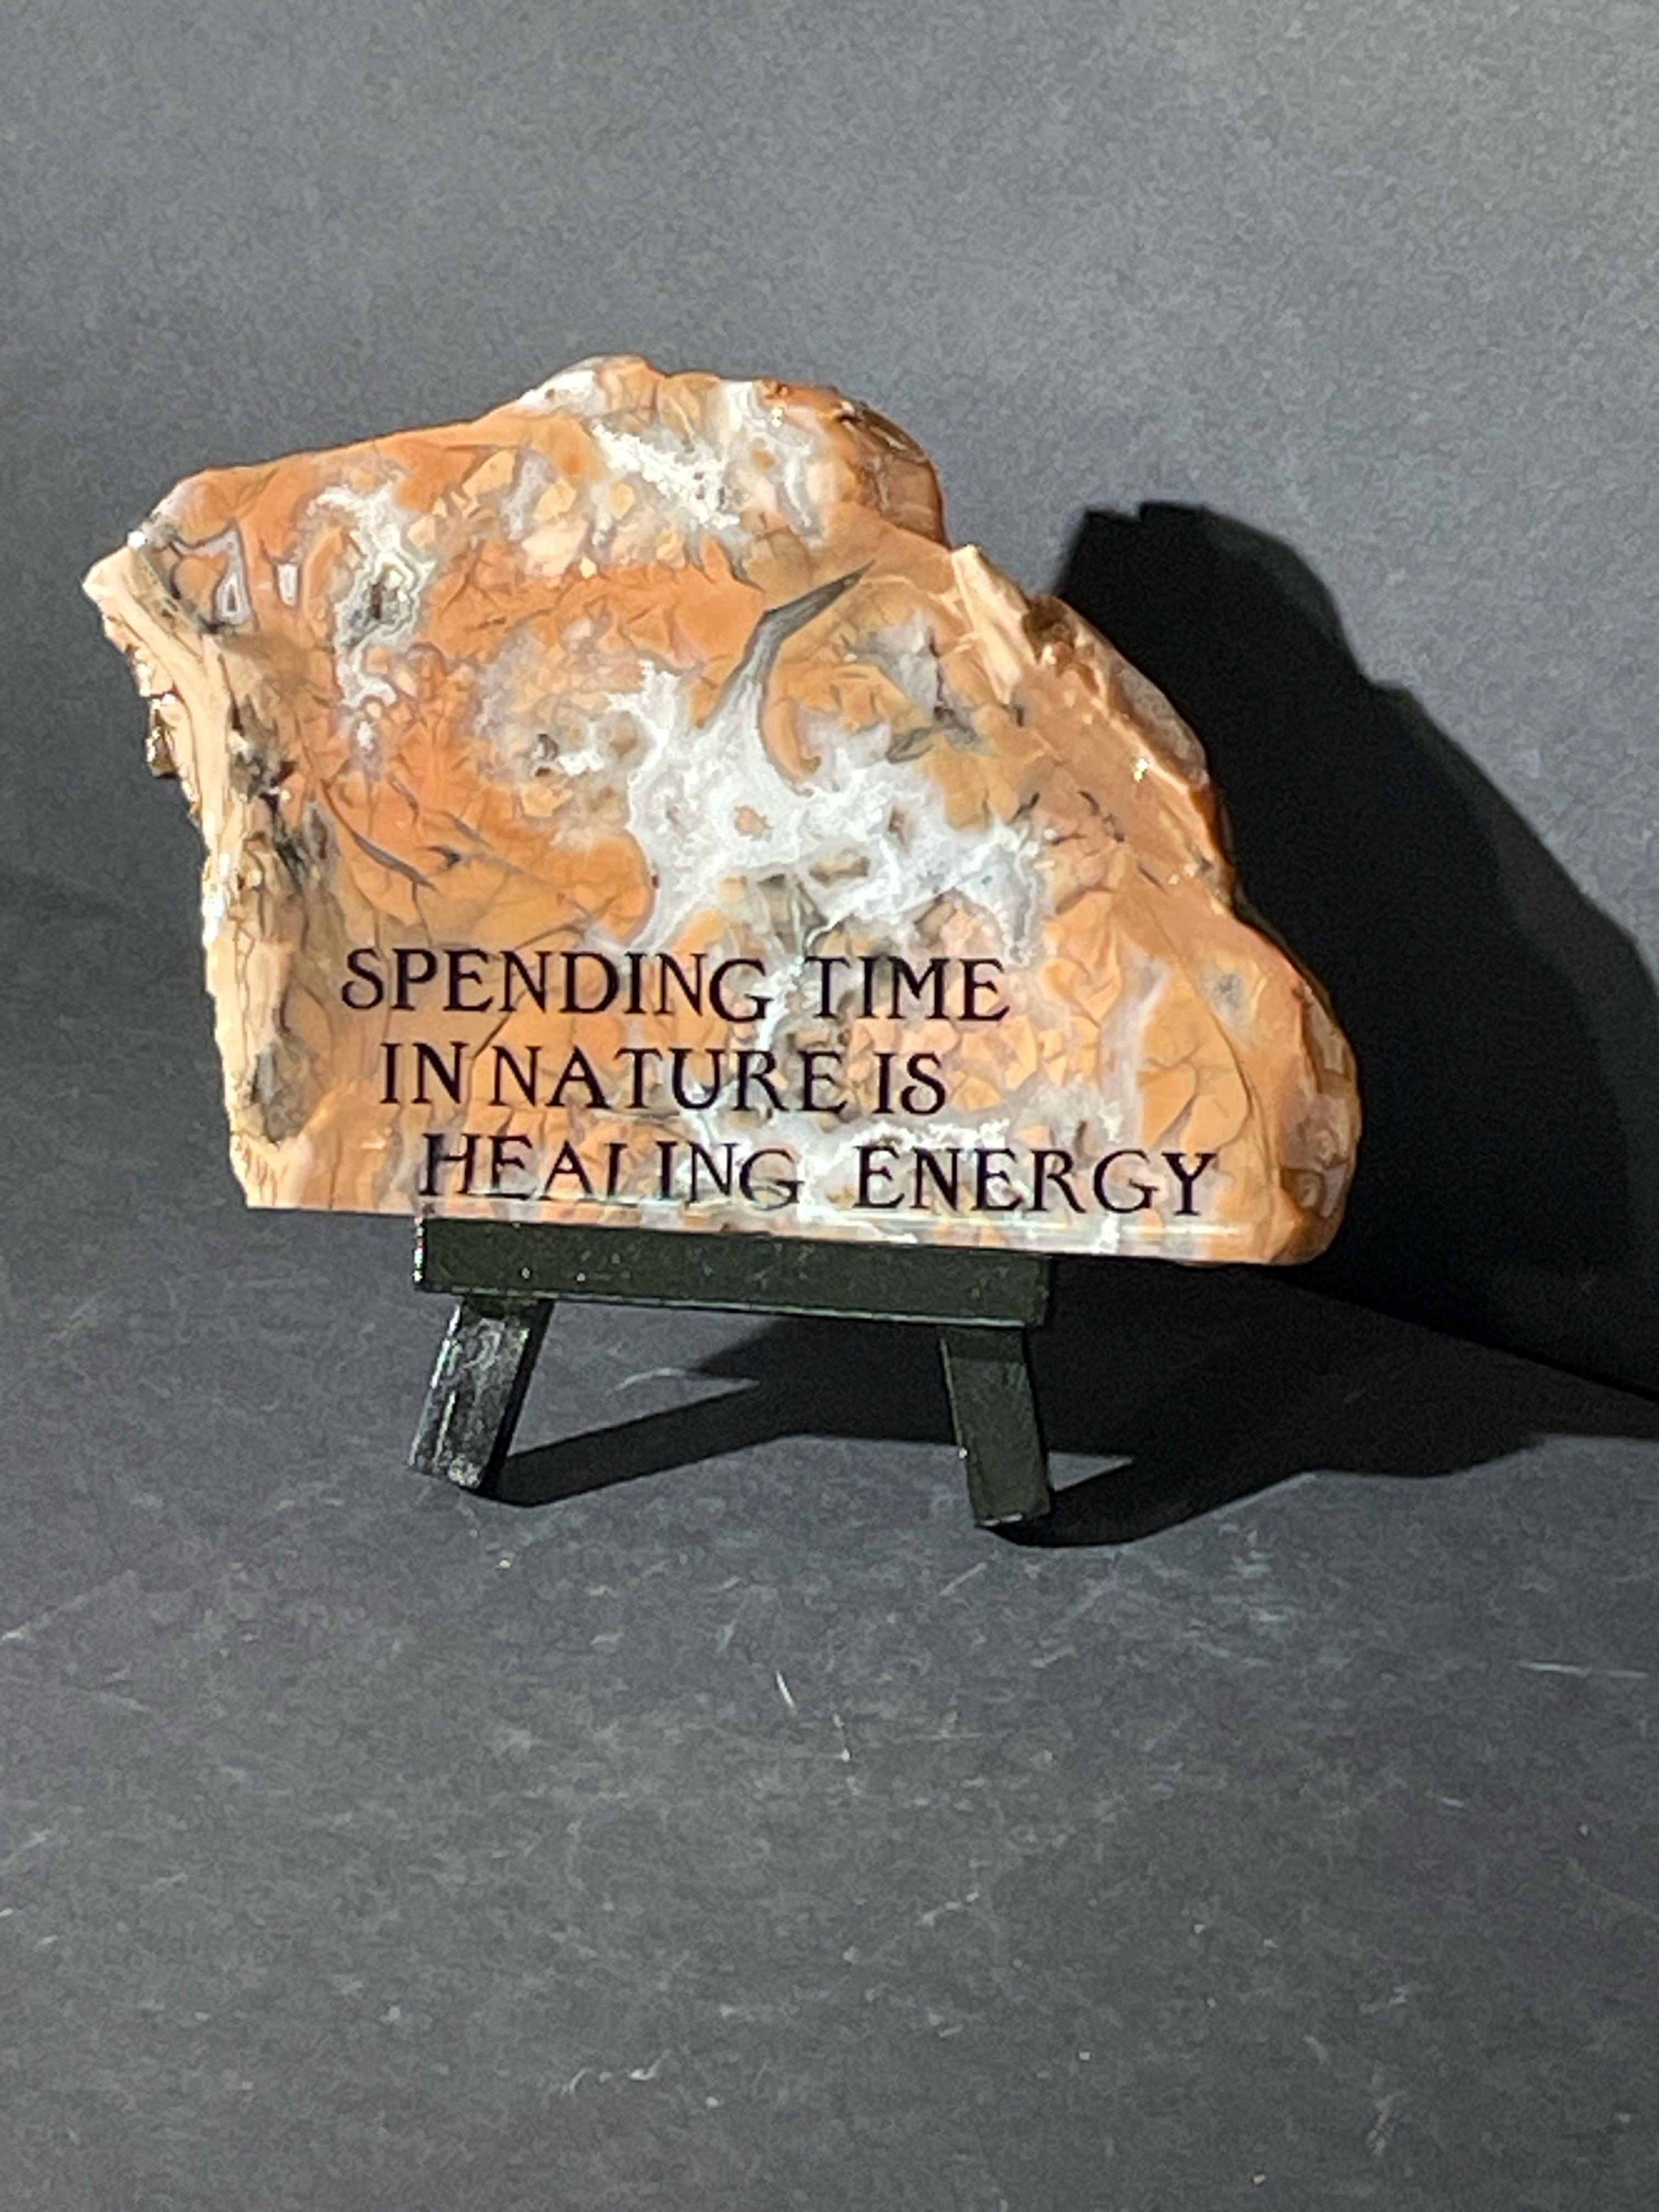 SPENDING TIME
IN NATURE IS
HEALING ENERGY